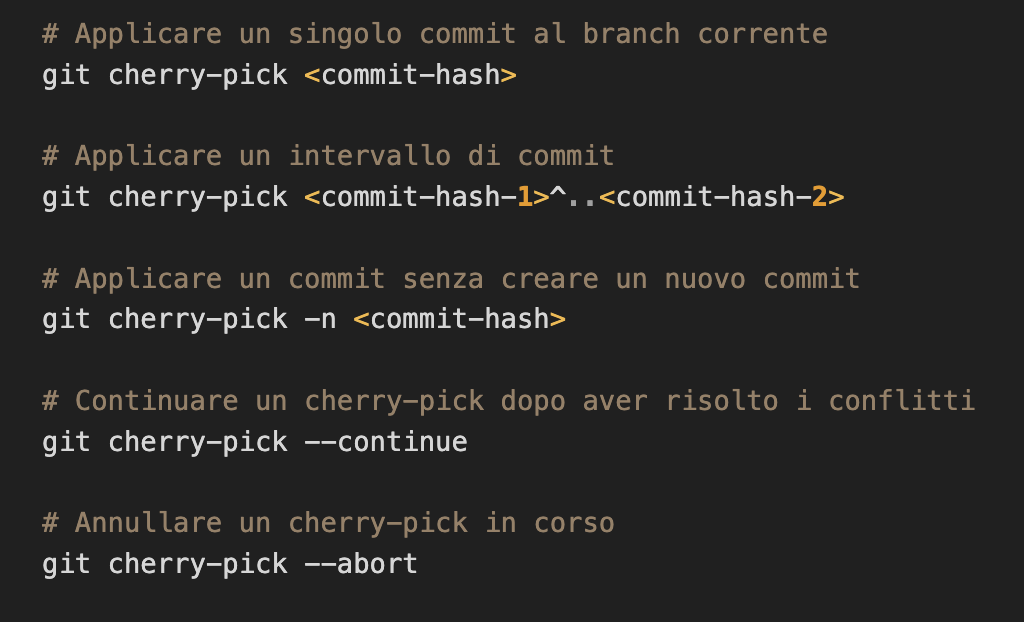 # Applicare un singolo commit al branch corrente
git cherry-pick <commit-hash>
# Applicare un intervallo di commit
git cherry-pick <commit-hash-1>^..<commit-hash-2>
# Applicare un commit senza creare un nuovo commit
git cherry-pick -n <commit-hash>
# Continuare un cherry-pick dopo aver risolto i conflitti
git cherry-pick --continue
# Annullare un cherry-pick in corso
git cherry-pick --abort